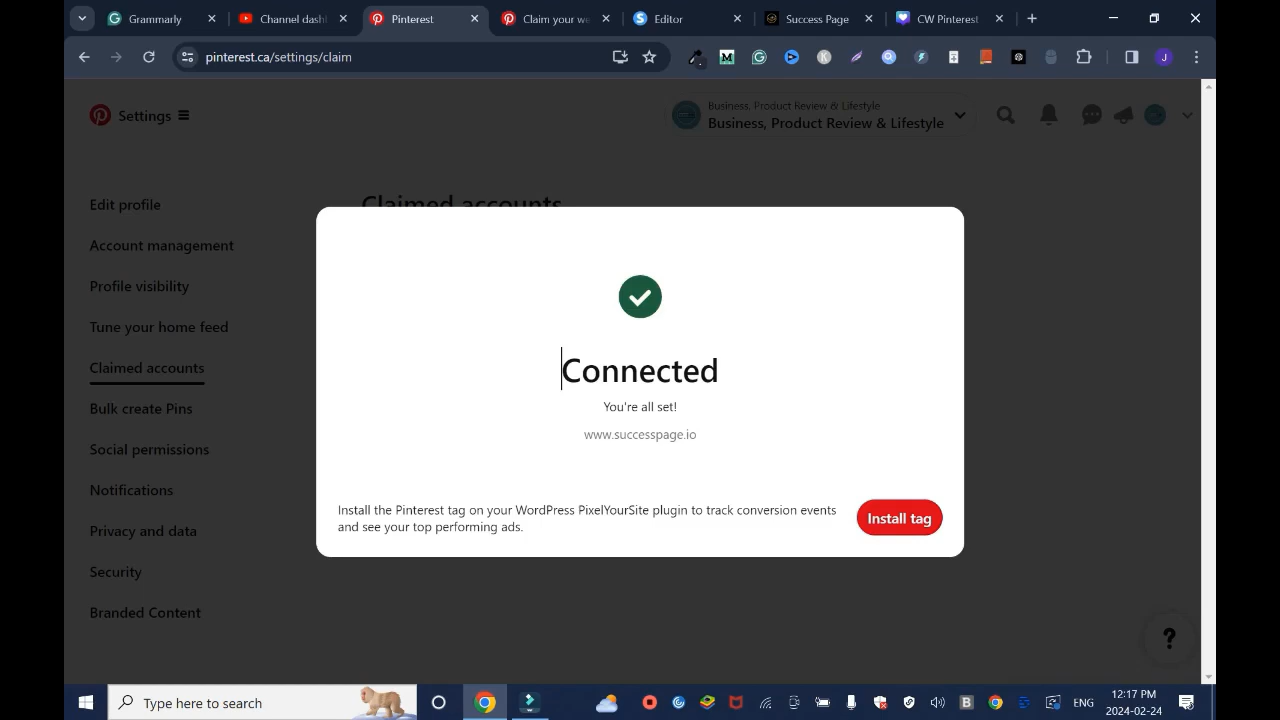 Grammarly
Channel dash
Pinterest
Claim your we
Editor
Success Page
CW Pinterest
pinterest.ca/settings/claim
J
Settings
Business, Product Review & Lifestyle
Business, Product Review & Lifestyle
Edit profile
Account management
Profile visibility
Tune your home feed
Claimed accounts
Bulk create Pins
Social permissions
Notifications
Privacy and data
Security
Branded Content
Claimed accounts
Connected
You're all set!
www.successpage.io
Install the Pinterest tag on your WordPress PixelYourSite plugin to track conversion events
and see your top performing ads.
Install tag
?
Type here to search
ENG
12:17 PM
2024-02-24